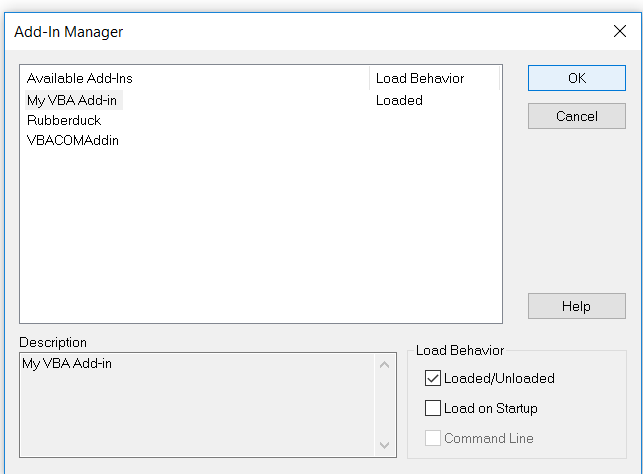 Add-In Manager
Available Add-Ins Load Behavior
My VBA Add-in Loaded
Rubberduck
VBACOMAddin
OK
Cancel
Help
Description
My VBA Add-in
Load Behavior
Loaded/Unloaded
Load on Startup
Command Line